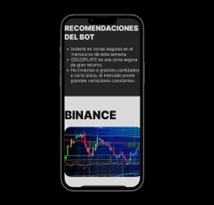 RECOMENDACIONES
DEL BOT
Invierte en zonas seguras en el
transcurso de esta semana.
GOLD/PLATE es una zona segura
de gran retorno.
No inviertas a grandes cantidades
a corto plazo, el mercado posee
grandes variaciones constantes.
BINANCE